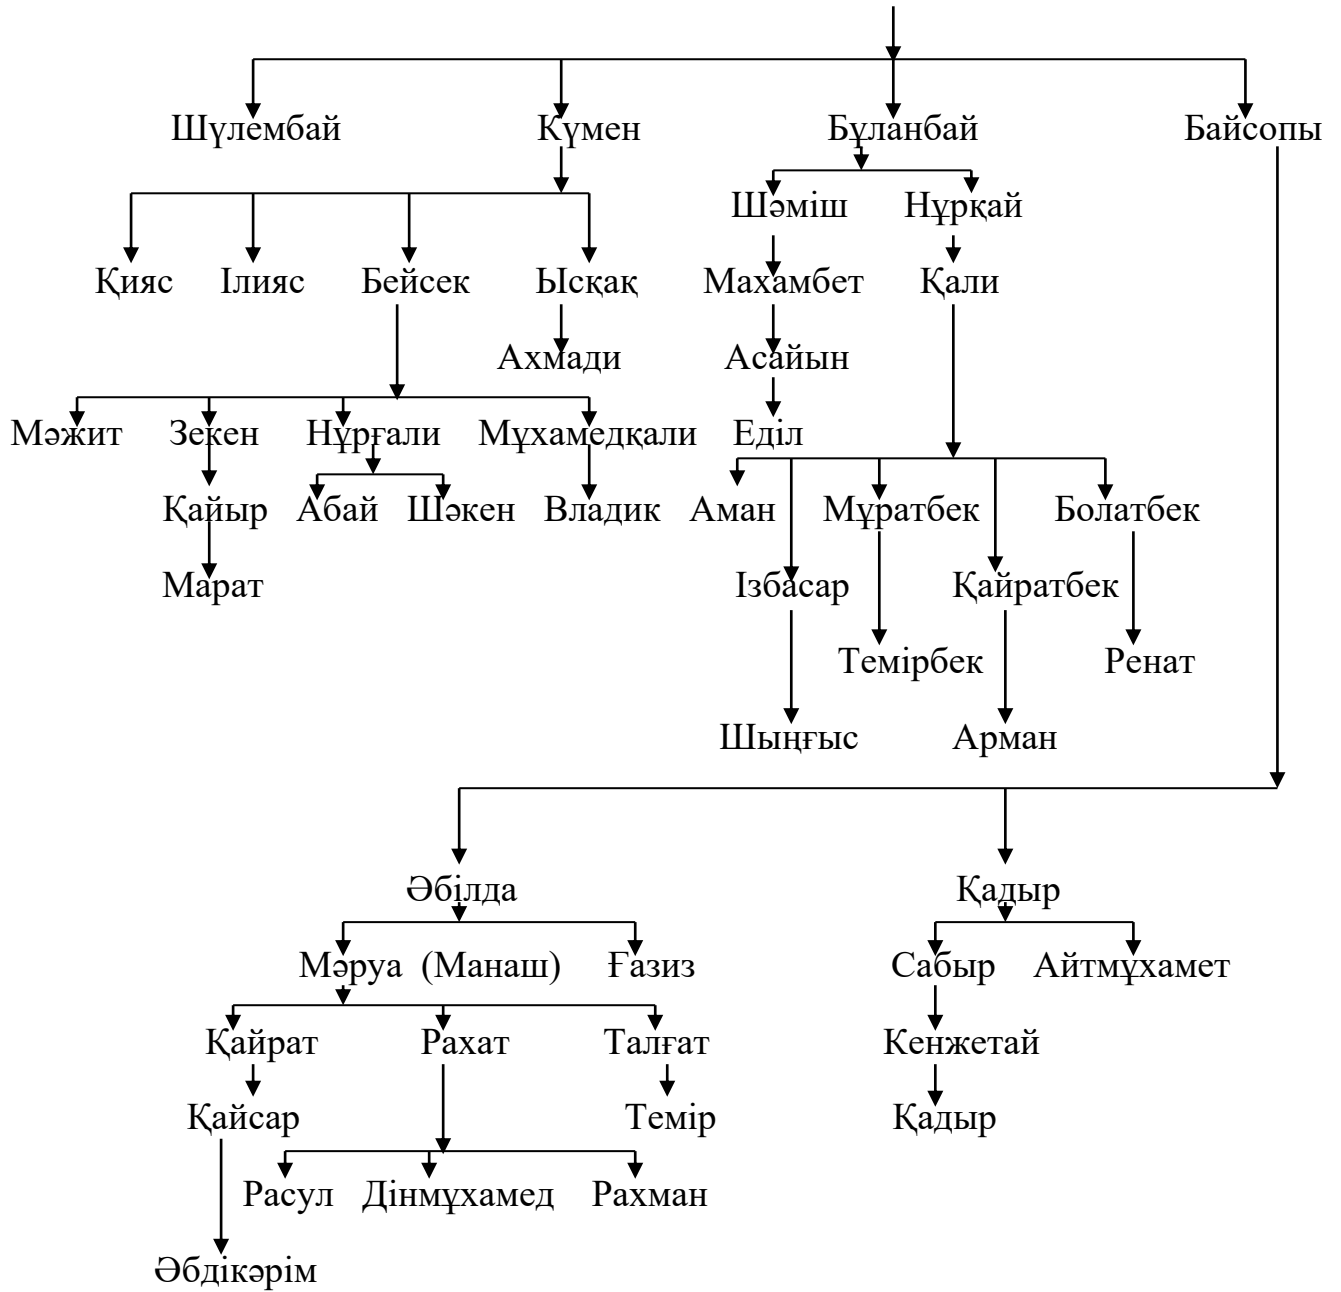 Шүлембай Күмен Бұланбай Байсопы
Шәміш Нұрқай
Қияс Ілияс Бейсек Ысқақ Махамбет Қали
Ахмади Асайын
Мәжит Зекен Нұрғали Мұхамедқали Еділ
Қайыр Абай Шәкен Владик Аман Мұратбек Болатбек
Марат Ізбасар Қайратбек
Темірбек Ренат
Шыңғыс Арман
Әбілда Қадыр
Мәруа (Манаш) Ғазиз Сабыр Айтмұхамет
Қайрат Рахат Талғат Кенжетай
Қайсар Темір Қадыр
Расул Дінмұхамед Рахман
Әбдікәрім